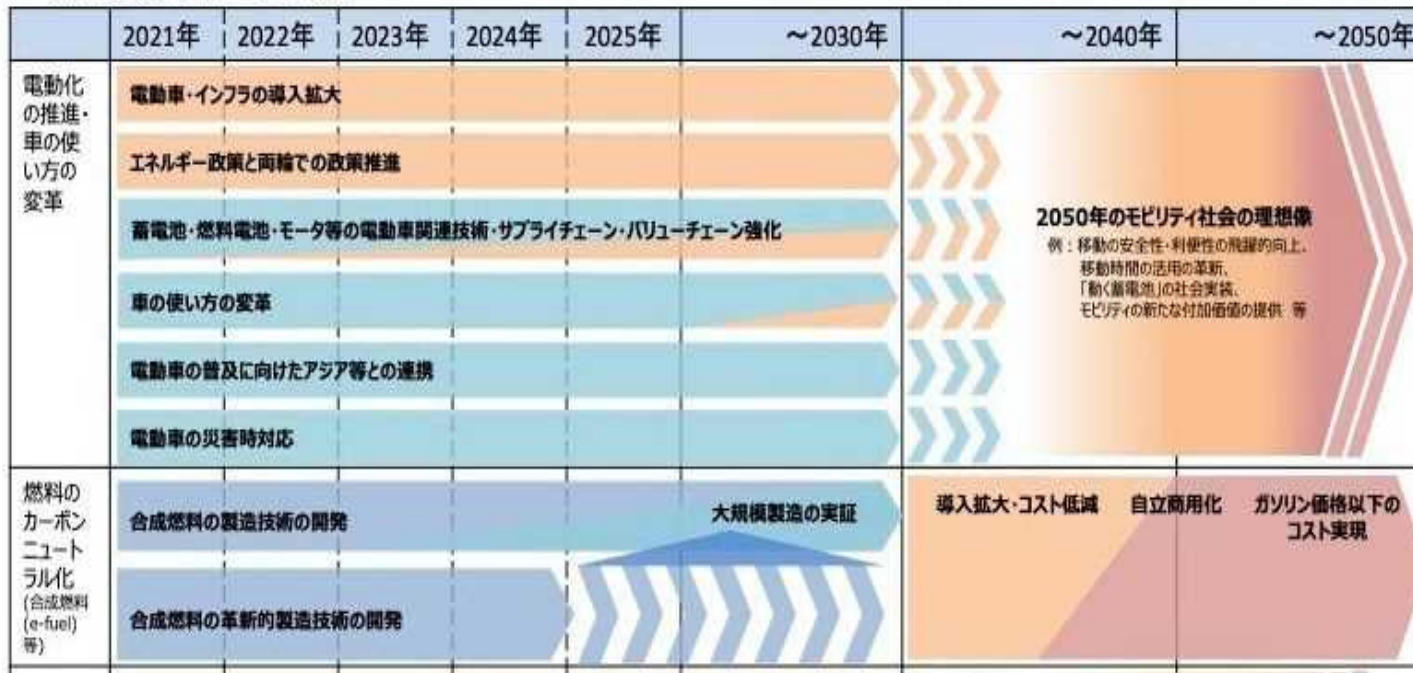 2021年 2022年 2023年 2024年 2025年 ～2030年 ～2040年 ～2050年
電動化
の推進・
車の使
い方の
変革
電動車・インフラの導入拡大
エネルギー政策と両輪での政策推進
蓄電池・燃料電池・モータ等の電動車関連技術・サプライチェーン・バリューチェーン強化
車の使い方の変革
電動車の普及に向けたアジア等との連携
電動車の災害時対応
2050年のモビリティ社会の理想像
例：移動の安全性・利便性の飛躍的向上、
移動時間の活用の革新、
「動く蓄電池」の社会実装、
モビリティの新たな付加価値の提供 等
燃料の
カーボン
ニュート
ラル化
(合成燃料
(e-fuel)
等)
合成燃料の製造技術の開発
大規模製造の実証
合成燃料の革新的製造技術の開発
導入拡大・コスト低減
自立商用化
ガソリン価格以下の
コスト実現